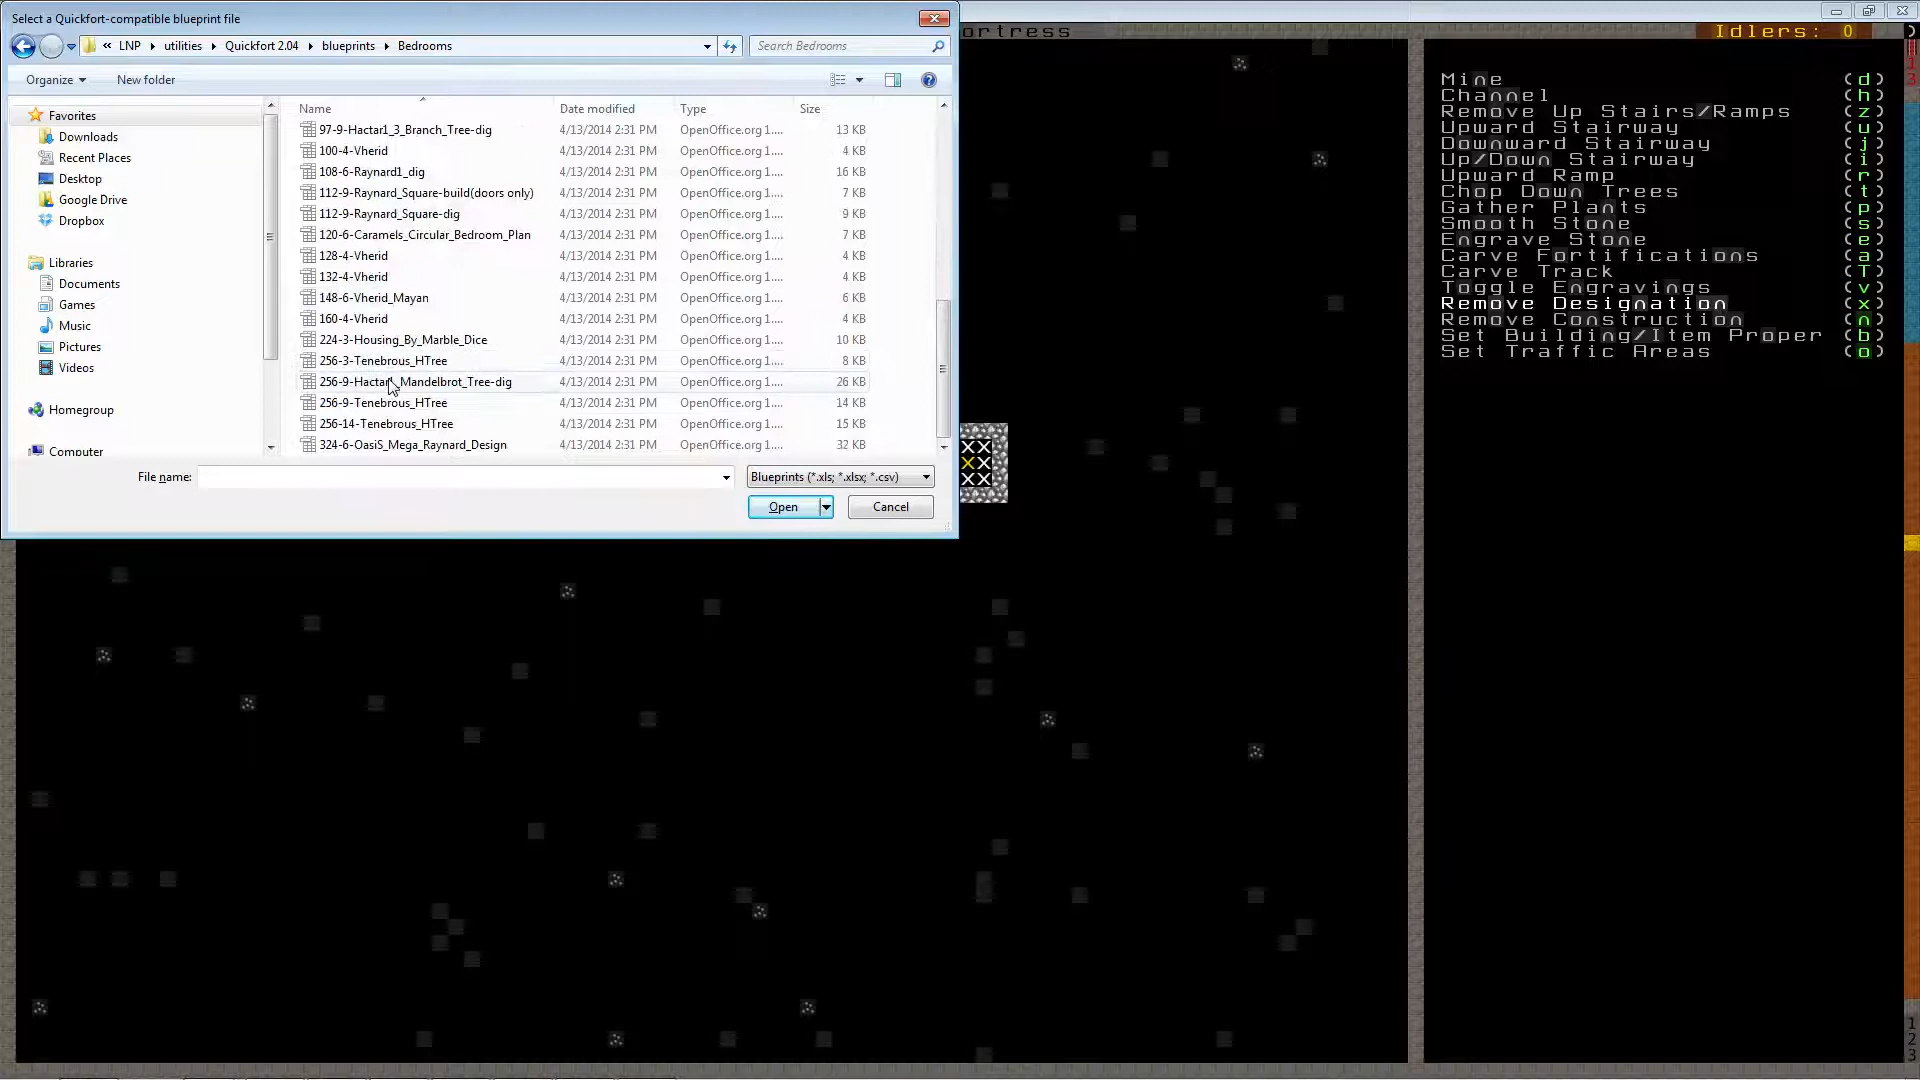 Select a Quickfort-compatible blueprint file
« LNP utilities Quickfort 2.04 blueprints Bedrooms
Search Bedrooms
Organize New folder
Favorites
Downloads
Recent Places
Desktop
Google Drive
Dropbox
Libraries
Documents
Games
Music
Pictures
Videos
Homegroup
Computer
Name Date modified Type Size
97-9-Hactar1_3_Branch_Tree-dig 4/13/2014 2:31 PM OpenOffice.org 1.... 13 KB
100-4-Vherid 4/13/2014 2:31 PM OpenOffice.org 1.... 4 KB
108-6-Raynard1_dig 4/13/2014 2:31 PM OpenOffice.org 1.... 16 KB
112-9-Raynard_Square-build(doors only) 4/13/2014 2:31 PM OpenOffice.org 1.... 7 KB
112-9-Raynard_Square-dig 4/13/2014 2:31 PM OpenOffice.org 1.... 9 KB
120-6-Caramels_Circular_Bedroom_Plan 4/13/2014 2:31 PM OpenOffice.org 1.... 7 KB
128-4-Vherid 4/13/2014 2:31 PM OpenOffice.org 1.... 4 KB
132-4-Vherid 4/13/2014 2:31 PM OpenOffice.org 1.... 4 KB
148-6-Vherid_Mayan 4/13/2014 2:31 PM OpenOffice.org 1.... 6 KB
160-4-Vherid 4/13/2014 2:31 PM OpenOffice.org 1.... 4 KB
224-3-Housing_By_Marble_Dice 4/13/2014 2:31 PM OpenOffice.org 1.... 10 KB
256-3-Tenebrous_HTree 4/13/2014 2:31 PM OpenOffice.org 1.... 8 KB
256-9-Hactar1_Mandelbrot_Tree-dig 4/13/2014 2:31 PM OpenOffice.org 1.... 26 KB
256-9-Tenebrous_HTree 4/13/2014 2:31 PM OpenOffice.org 1.... 14 KB
256-14-Tenebrous_HTree 4/13/2014 2:31 PM OpenOffice.org 1.... 15 KB
324-6-OasiS_Mega_Raynard_Design 4/13/2014 2:31 PM OpenOffice.org 1.... 32 KB
File name: Blueprints (*.xls; *.xlsx; *.csv)
Open Cancel
ortress Idlers: 0
Mine (d)
Channel (h)
Remove Up Stairs/Ramps (z)
Upward Stairway (u)
Downward Stairway (j)
Up/Down Stairway (i)
Upward Ramp (r)
Chop Down Trees (t)
Gather Plants (p)
Smooth Stone (s)
Engrave Stone (e)
Carve Fortifications (a)
Carve Track (T)
Toggle Engravings (v)
Remove Designation (x)
Remove Construction (n)
Set Building/Item Proper (b)
Set Traffic Areas (o)
XX
XX
XX
1
3
1
2
3